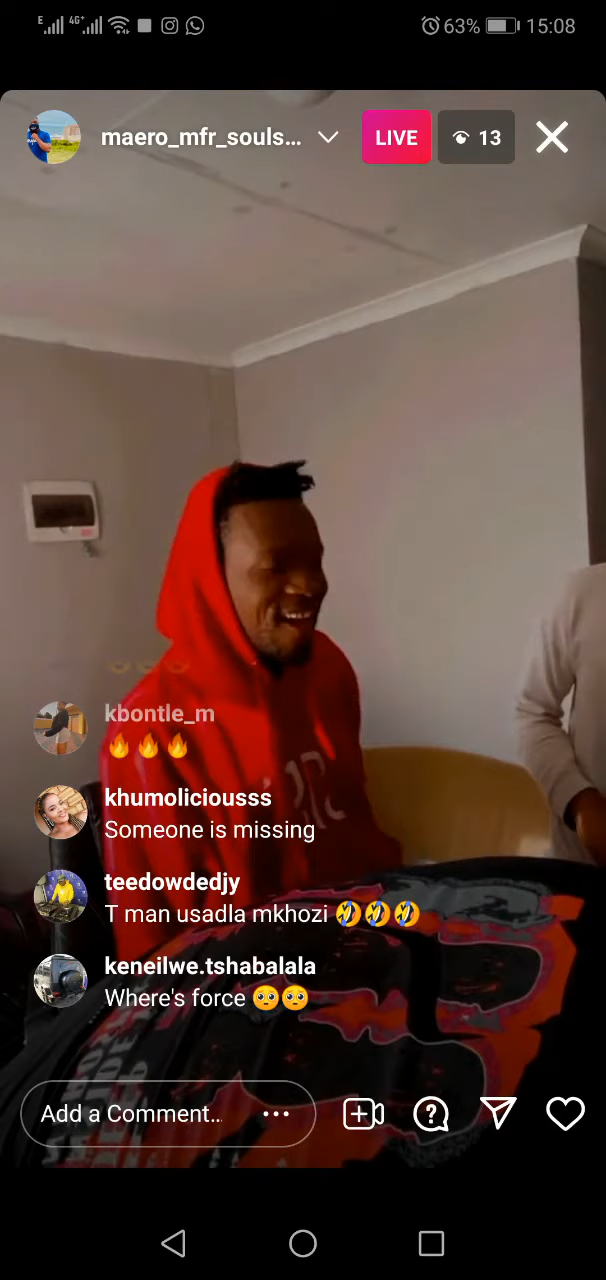 E 4G+ 63% 15:08
maero_mfr_souls... LIVE 13
kbontle_m
🔥🔥🔥
khumoliciousss
Someone is missing
teedowdedjy
T man usadla mkhozi 🤣🤣🤣
keneilwe.tshabalala
Where's force 🥺🥺
Add a Comment..